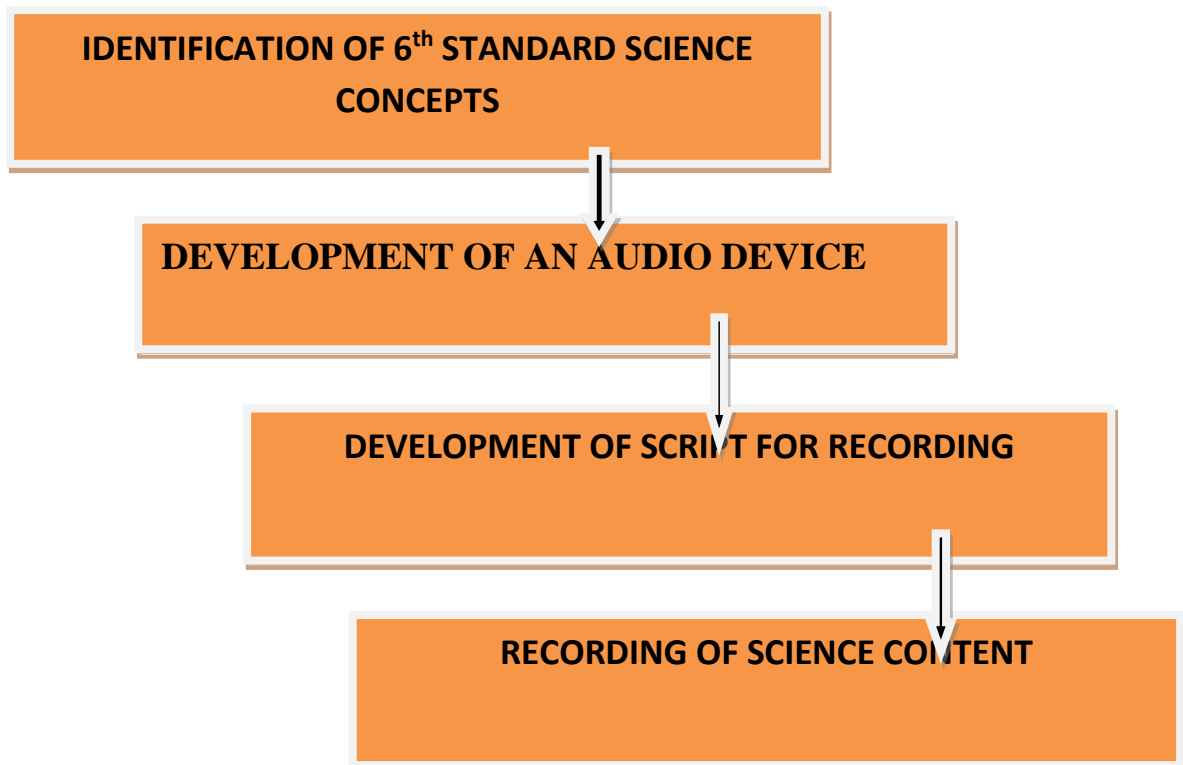 IDENTIFICATION OF 6th STANDARD SCIENCE
CONCEPTS
DEVELOPMENT OF AN AUDIO DEVICE
DEVELOPMENT OF SCRIPT FOR RECORDING
RECORDING OF SCIENCE CONTENT